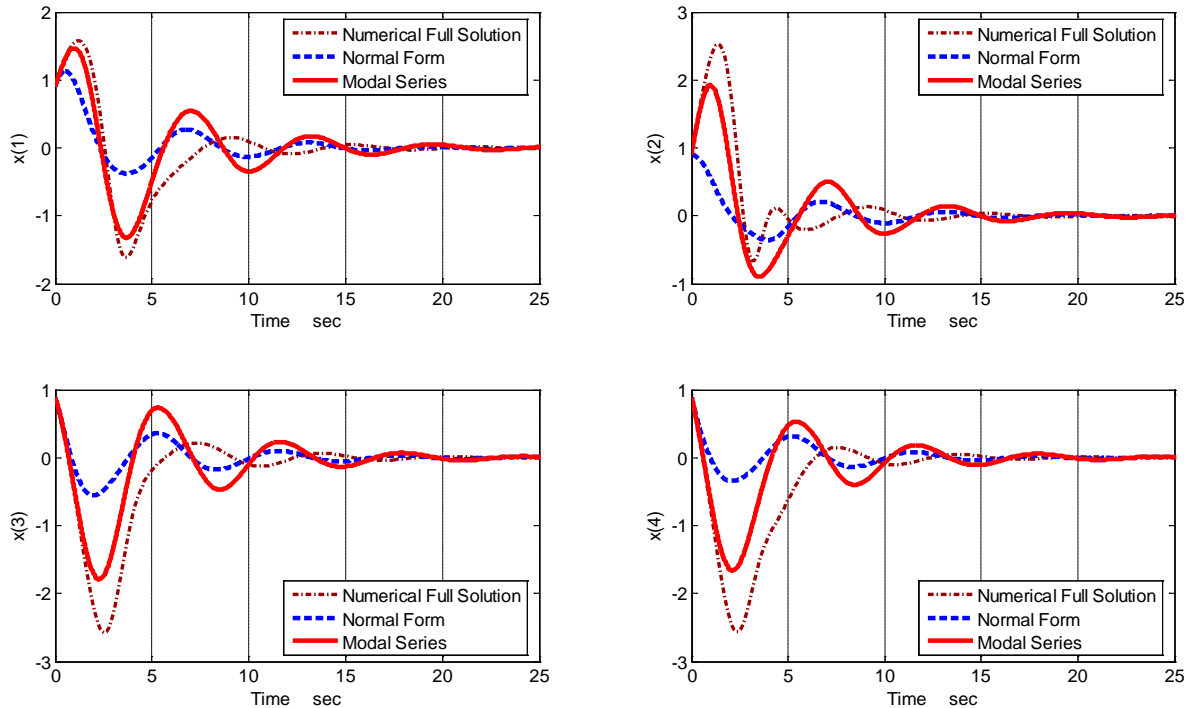 2
1
0
-1
-2
x(1)
0 5 10 15 20 25
Time sec
Numerical Full Solution
Normal Form
Modal Series
3
2
1
0
-1
x(2)
0 5 10 15 20 25
Time sec
Numerical Full Solution
Normal Form
Modal Series
1
0
-1
-2
-3
x(3)
0 5 10 15 20 25
Time sec
Numerical Full Solution
Normal Form
Modal Series
1
0
-1
-2
-3
x(4)
0 5 10 15 20 25
Time sec
Numerical Full Solution
Normal Form
Modal Series